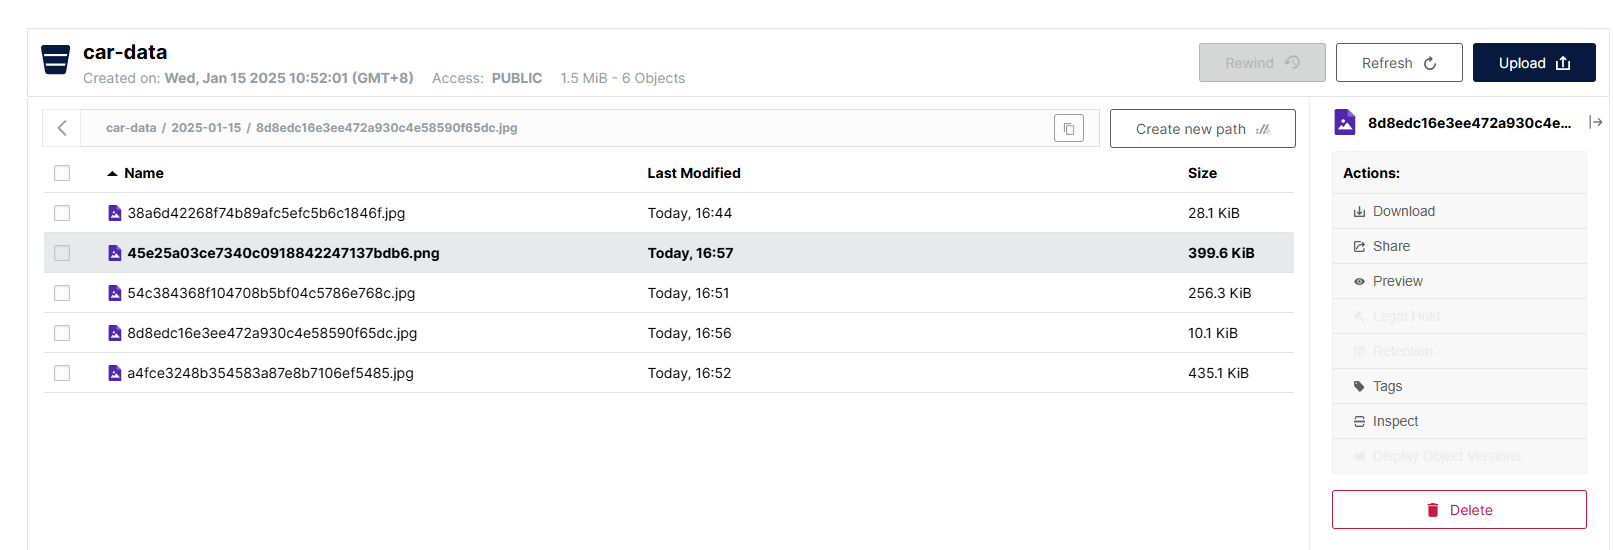 car-data
Created on: Wed, Jan 15 2025 10:52:01 (GMT+8) Access: PUBLIC 1.5 MiB - 6 Objects
Rewind Refresh Upload
car-data / 2025-01-15 / 8d8edc16e3ee472a930c4e58590f65dc.jpg
Create new path
Name Last Modified Size
38a6d42268f74b89afc5efc5b6c1846f.jpg Today, 16:44 28.1 KiB
45e25a03ce7340c0918842247137bdb6.png Today, 16:57 399.6 KiB
54c384368f104708b5bf04c5786e768c.jpg Today, 16:51 256.3 KiB
8d8edc16e3ee472a930c4e58590f65dc.jpg Today, 16:56 10.1 KiB
a4fce3248b354583a87e8b7106ef5485.jpg Today, 16:52 435.1 KiB
8d8edc16e3ee472a930c4e...
Actions:
Download
Share
Preview
Legal Hold
Retention
Tags
Inspect
Display Object Versions
Delete